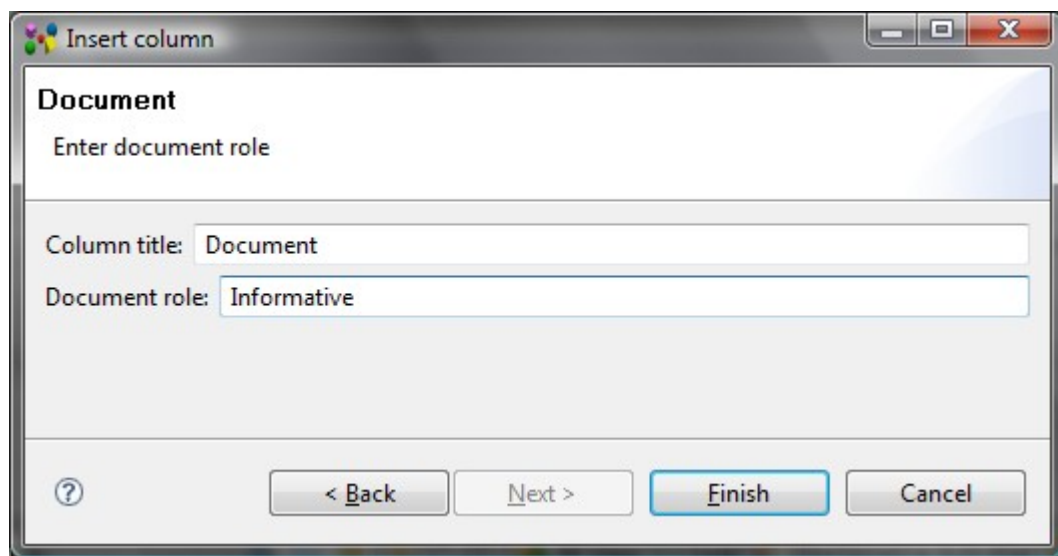 Insert column
Document
Enter document role
Column title: Document
Document role: Informative
< Back Next > Finish Cancel